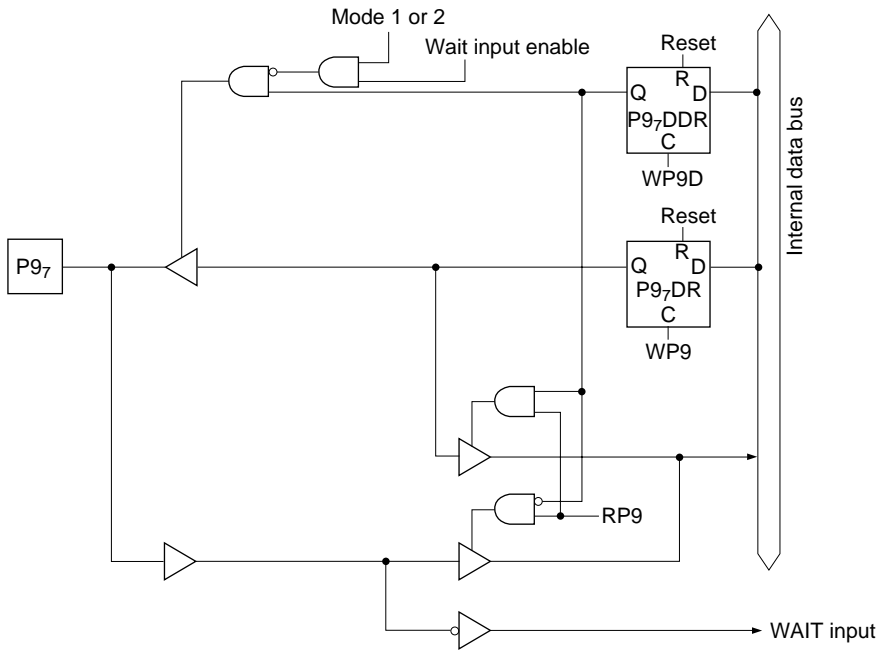 Mode 1 or 2
Wait input enable
Reset
R
Q
D
P9₇DDR
C
WP9D
Internal data bus
Reset
R
Q
D
P9₇DR
C
WP9
P9₇
RP9
WAIT input